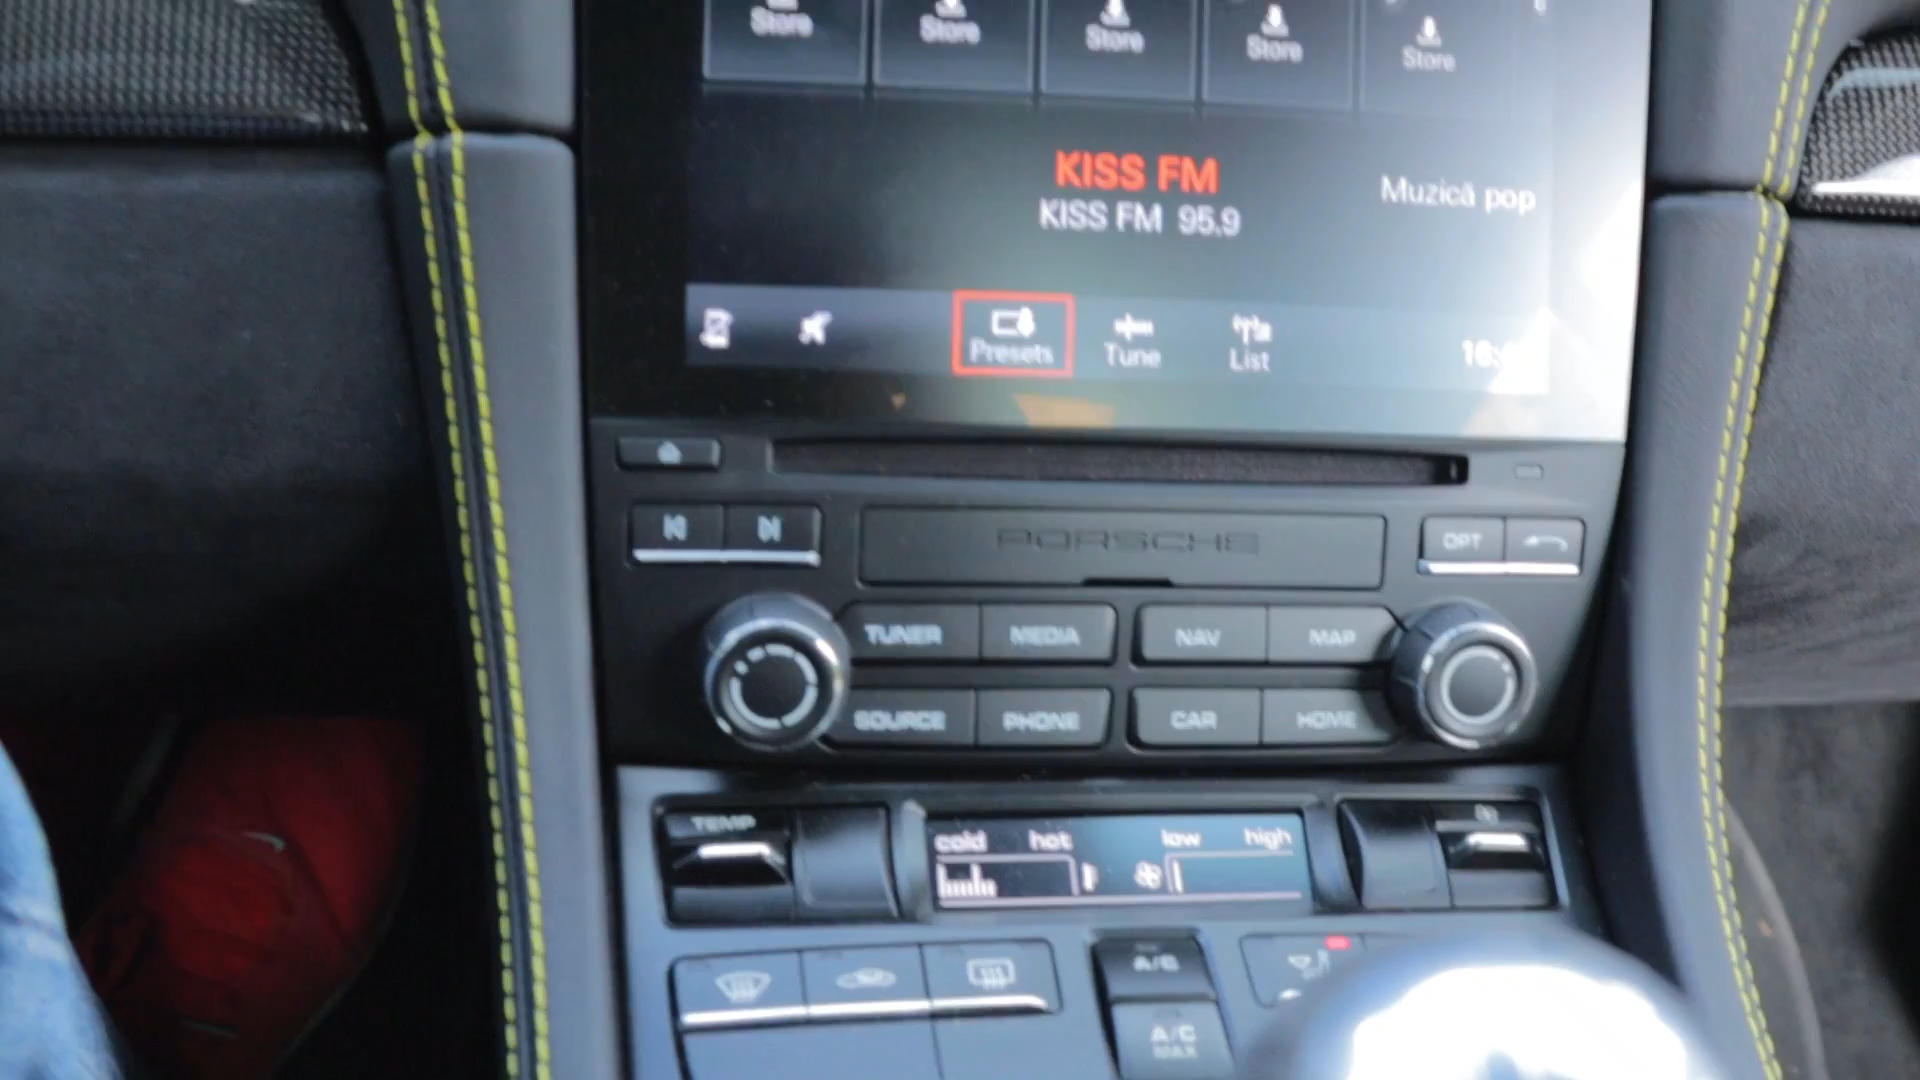 Store Store Store Store Store
KISS FM
KISS FM 95.9
Muzică pop
Presets Tune List
PORSCHE
OPT
TUNER MEDIA NAV MAP
SOURCE PHONE CAR HOME
TEMP
cold hot low high
A/C
A/C
MAX